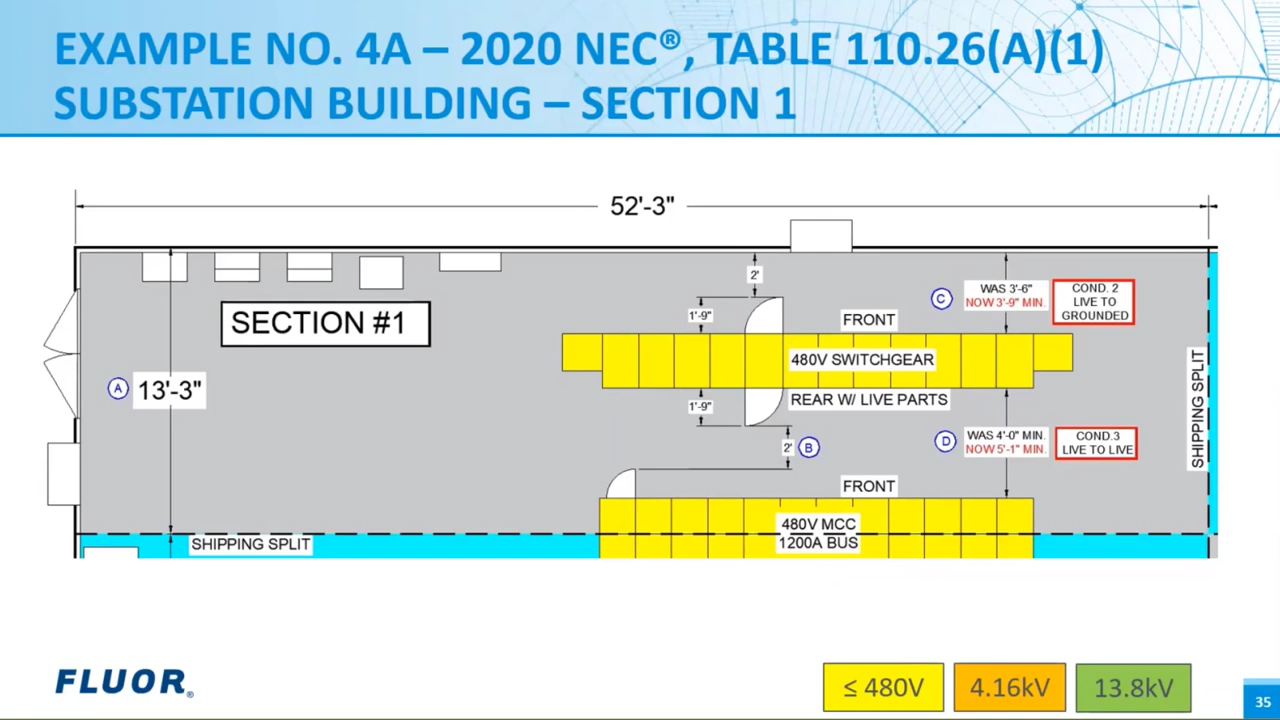 EXAMPLE NO. 4A – 2020 NEC®, TABLE 110.26(A)(1)
SUBSTATION BUILDING – SECTION 1
52'-3"
2'
C
WAS 3'-6"
NOW 3'-9" MIN.
COND. 2
LIVE TO
GROUNDED
SECTION #1
1'-9"
FRONT
480V SWITCHGEAR
A
13'-3"
1'-9"
REAR W/ LIVE PARTS
SHIPPING SPLIT
2'
B
D
WAS 4'-0" MIN.
NOW 5'-1" MIN.
COND.3
LIVE TO LIVE
FRONT
480V MCC
1200A BUS
SHIPPING SPLIT
FLUOR®
≤ 480V
4.16kV
13.8kV
35